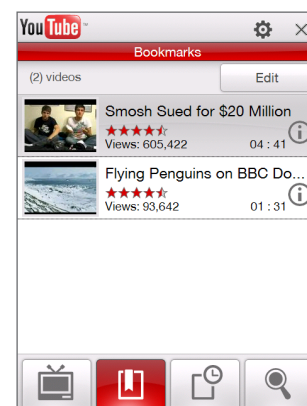 YouTube™
Bookmarks
(2) videos
Edit
Smosh Sued for $20 Million
Views: 605,422
04 : 41
Flying Penguins on BBC Do...
Views: 93,642
01 : 31